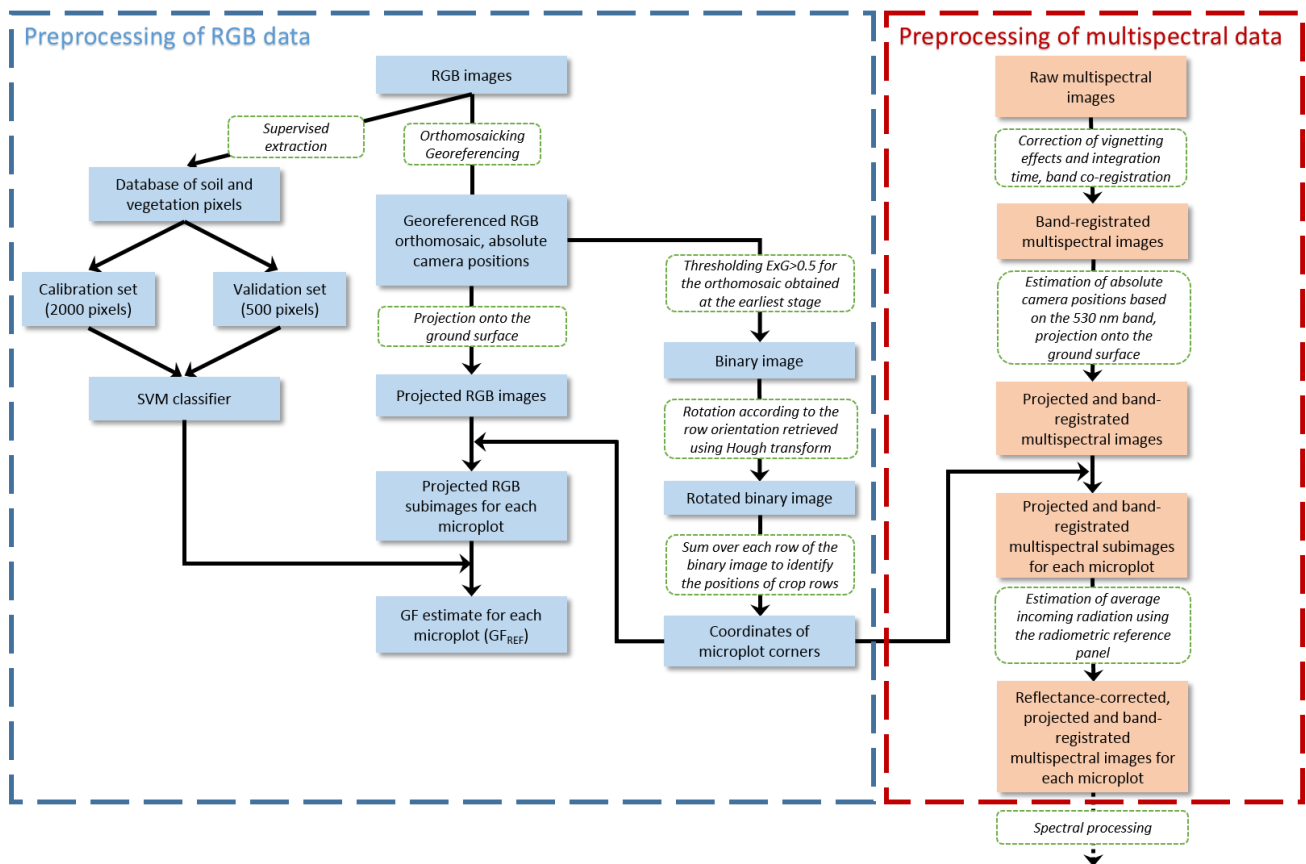 Preprocessing of RGB data
RGB images
Supervised
extraction
Orthomosaicking
Georeferencing
Database of soil and
vegetation pixels
Calibration set
(2000 pixels)
Validation set
(500 pixels)
SVM classifier
Georeferenced RGB
orthomosaic, absolute
camera positions
Projection onto the
ground surface
Projected RGB images
Projected RGB
subimages for each
microplot
GF estimate for each
microplot (GFREF)
Thresholding ExG>0.5 for
the orthomosaic obtained
at the earliest stage
Binary image
Rotation according to the
row orientation retrieved
using Hough transform
Rotated binary image
Sum over each row of the
binary image to identify
the positions of crop rows
Coordinates of
microplot corners
Preprocessing of multispectral data
Raw multispectral
images
Correction of vignetting
effects and integration
time, band co-registration
Band-registrated
multispectral images
Estimation of absolute
camera positions based
on the 530 nm band,
projection onto the
ground surface
Projected and band-
registrated
multispectral images
Projected and band-
registrated
multispectral subimages
for each microplot
Estimation of average
incoming radiation using
the radiometric reference
panel
Reflectance-corrected,
projected and band-
registrated
multispectral images for
each microplot
Spectral processing